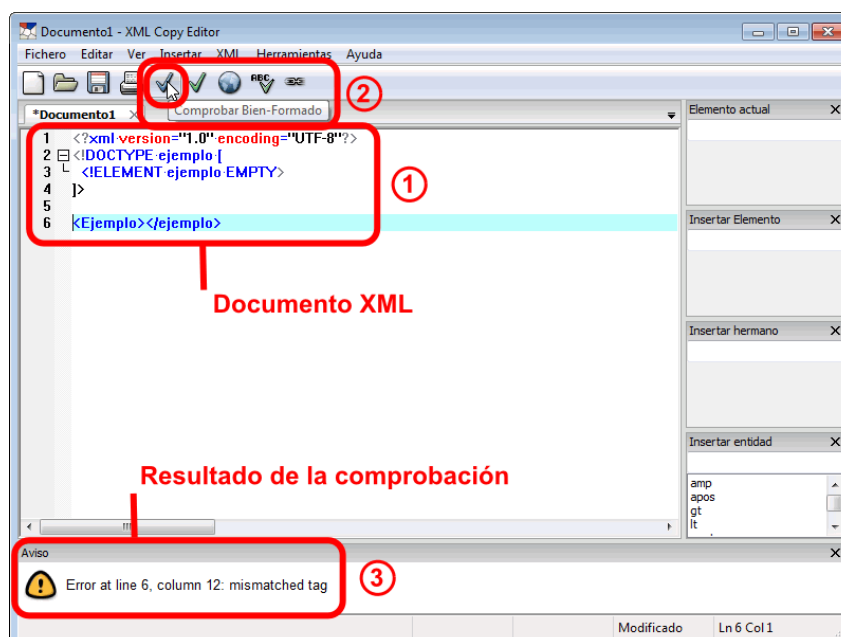 Documento1 - XML Copy Editor
Fichero Editar Ver Insertar XML Herramientas Ayuda
ABC
2
Comprobar Bien-Formado
*Documento1
Elemento actual
1 <?xml version="1.0" encoding="UTF-8"?>
2 <!DOCTYPE ejemplo [
3 <!ELEMENT ejemplo EMPTY>
4 ]>
5
6 <Ejemplo></ejemplo>
1
Insertar Elemento
Documento XML
Insertar hermano
Insertar entidad
Resultado de la comprobación
amp
apos
gt
lt
Aviso
Error at line 6, column 12: mismatched tag
3
Modificado Ln 6 Col 1